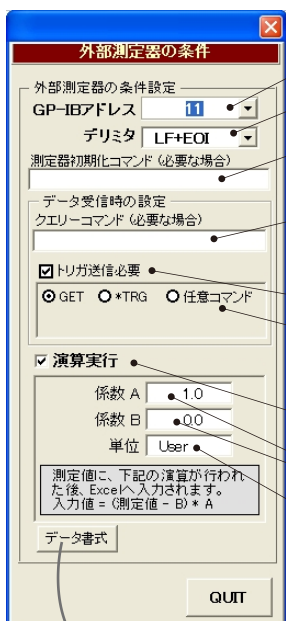 外部測定器の条件
外部測定器の条件設定
GP-IBアドレス 11
デリミタ LF+EOI
測定器初期化コマンド (必要な場合)
データ受信時の設定
クエリーコマンド (必要な場合)
トリガ送信必要
GET *TRG 任意コマンド
演算実行
係数 A 1.0
係数 B 0.0
単位 User
測定値に、下記の演算が行われ
た後、Excelへ入力されます。
入力値 = (測定値 - B) * A
データ書式
QUIT